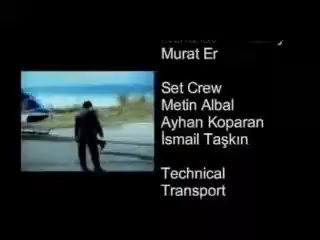 Murat Er
Set Crew
Metin Albal
Ayhan Koparan
İsmail Taşkın
Technical
Transport